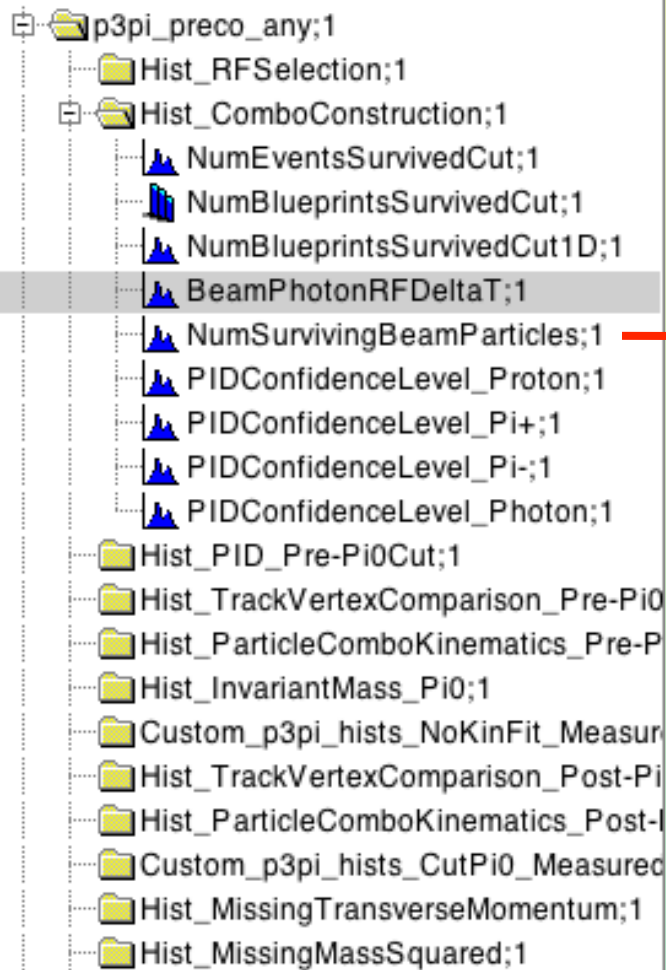 p3pi_preco_any;1
Hist_RFSelection;1
Hist_ComboConstruction;1
NumEventsSurvivedCut;1
NumBlueprintsSurvivedCut;1
NumBlueprintsSurvivedCut1D;1
BeamPhotonRFDeltaT;1
NumSurvivingBeamParticles;1
PIDConfidenceLevel_Proton;1
PIDConfidenceLevel_Pi+;1
PIDConfidenceLevel_Pi-;1
PIDConfidenceLevel_Photon;1
Hist_PID_Pre-Pi0Cut;1
Hist_TrackVertexComparison_Pre-Pi0
Hist_ParticleComboKinematics_Pre-P
Hist_InvariantMass_Pi0;1
Custom_p3pi_hists_NoKinFit_Measur
Hist_TrackVertexComparison_Post-Pi
Hist_ParticleComboKinematics_Post-
Custom_p3pi_hists_CutPi0_Measured
Hist_MissingTransverseMomentum;1
Hist_MissingMassSquared;1